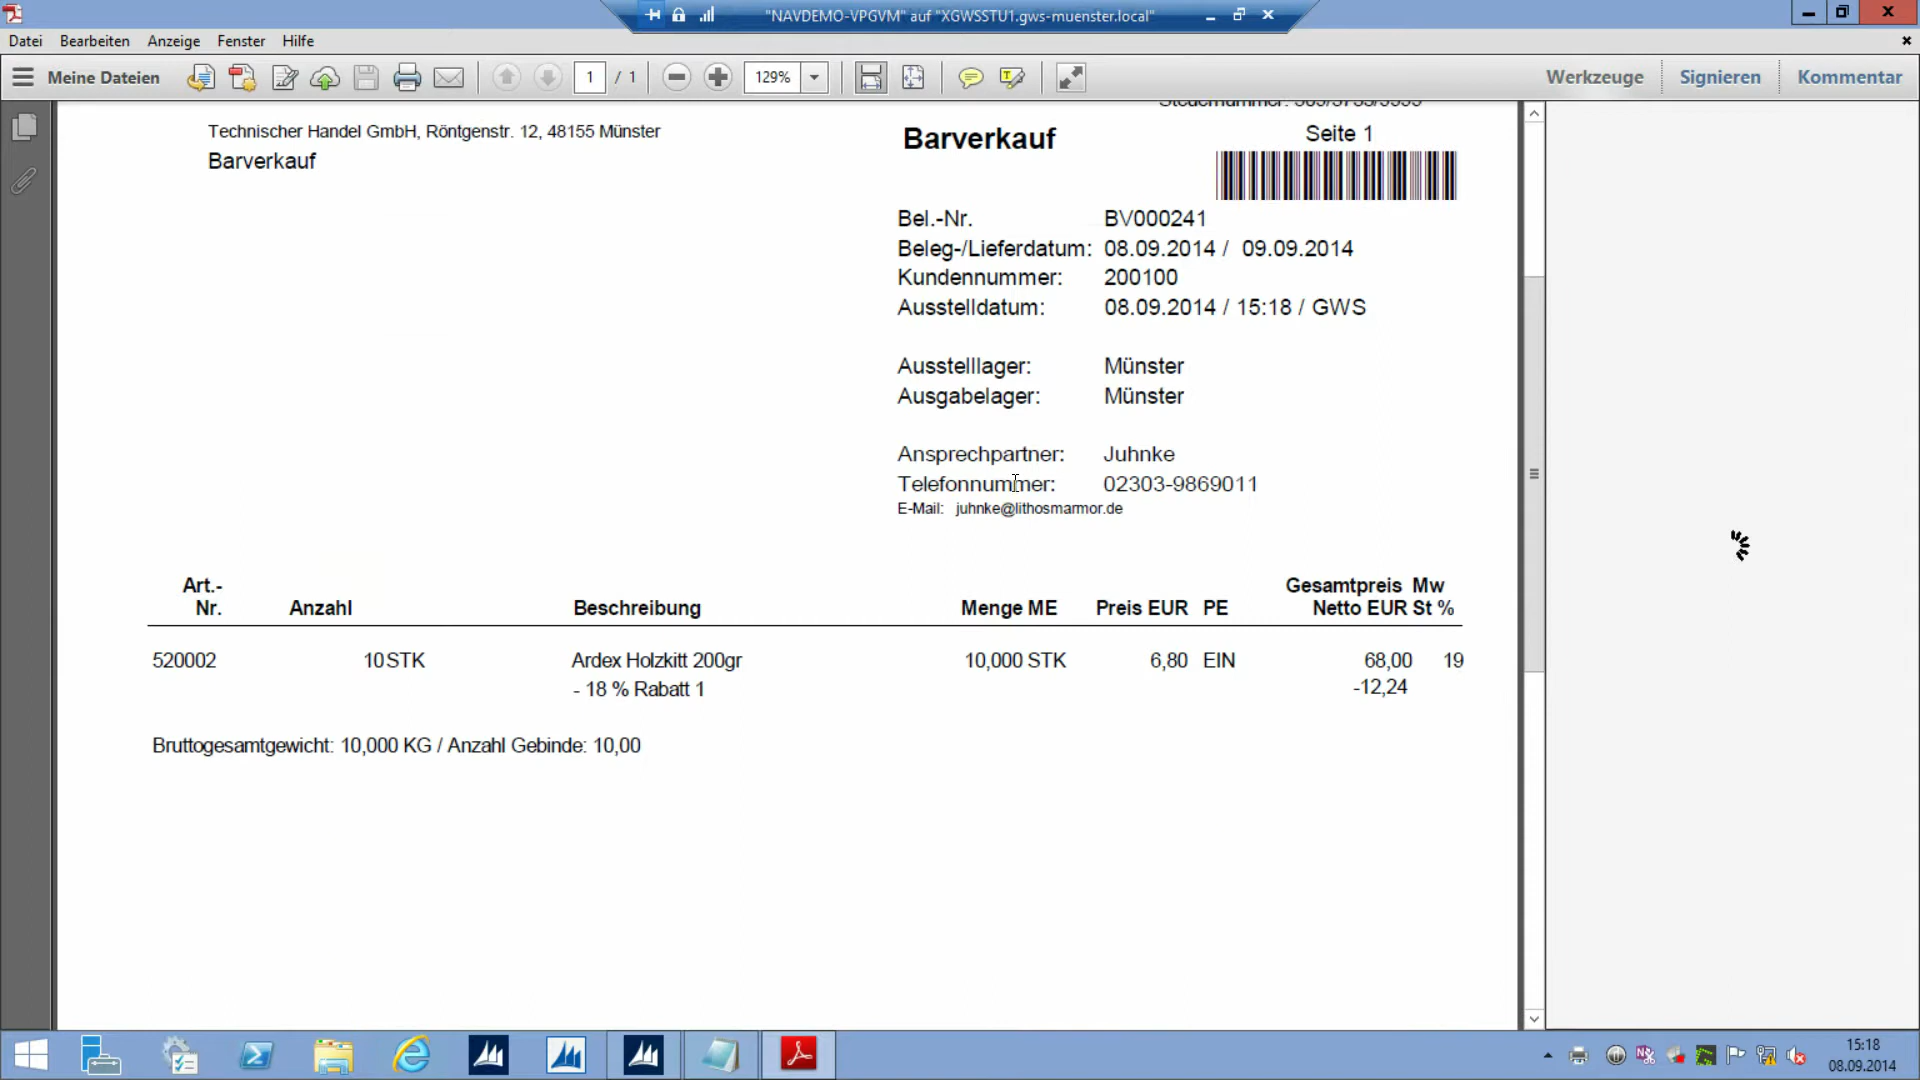 "NAVDEMO-VPGVM" auf "XGWSSTU1.gws-muenster.local"
Datei Bearbeiten Anzeige Fenster Hilfe
Meine Dateien 1 / 1 129% Werkzeuge Signieren Kommentar
Technischer Handel GmbH, Röntgenstr. 12, 48155 Münster
Barverkauf
Barverkauf
Seite 1
Bel.-Nr. BV000241
Beleg-/Lieferdatum: 08.09.2014 / 09.09.2014
Kundennummer: 200100
Ausstelldatum: 08.09.2014 / 15:18 / GWS
Ausstelllager: Münster
Ausgabelager: Münster
Ansprechpartner: Juhnke
Telefonnummer: 02303-9869011
E-Mail: juhnke@lithosmarmor.de
Art.- Gesamtpreis Mw
Nr. Anzahl Beschreibung Menge ME Preis EUR PE Netto EUR St %
520002 10 STK Ardex Holzkitt 200gr 10,000 STK 6,80 EIN 68,00 19
- 18 % Rabatt 1 -12,24
Bruttogesamtgewicht: 10,000 KG / Anzahl Gebinde: 10,00
15:18
08.09.2014